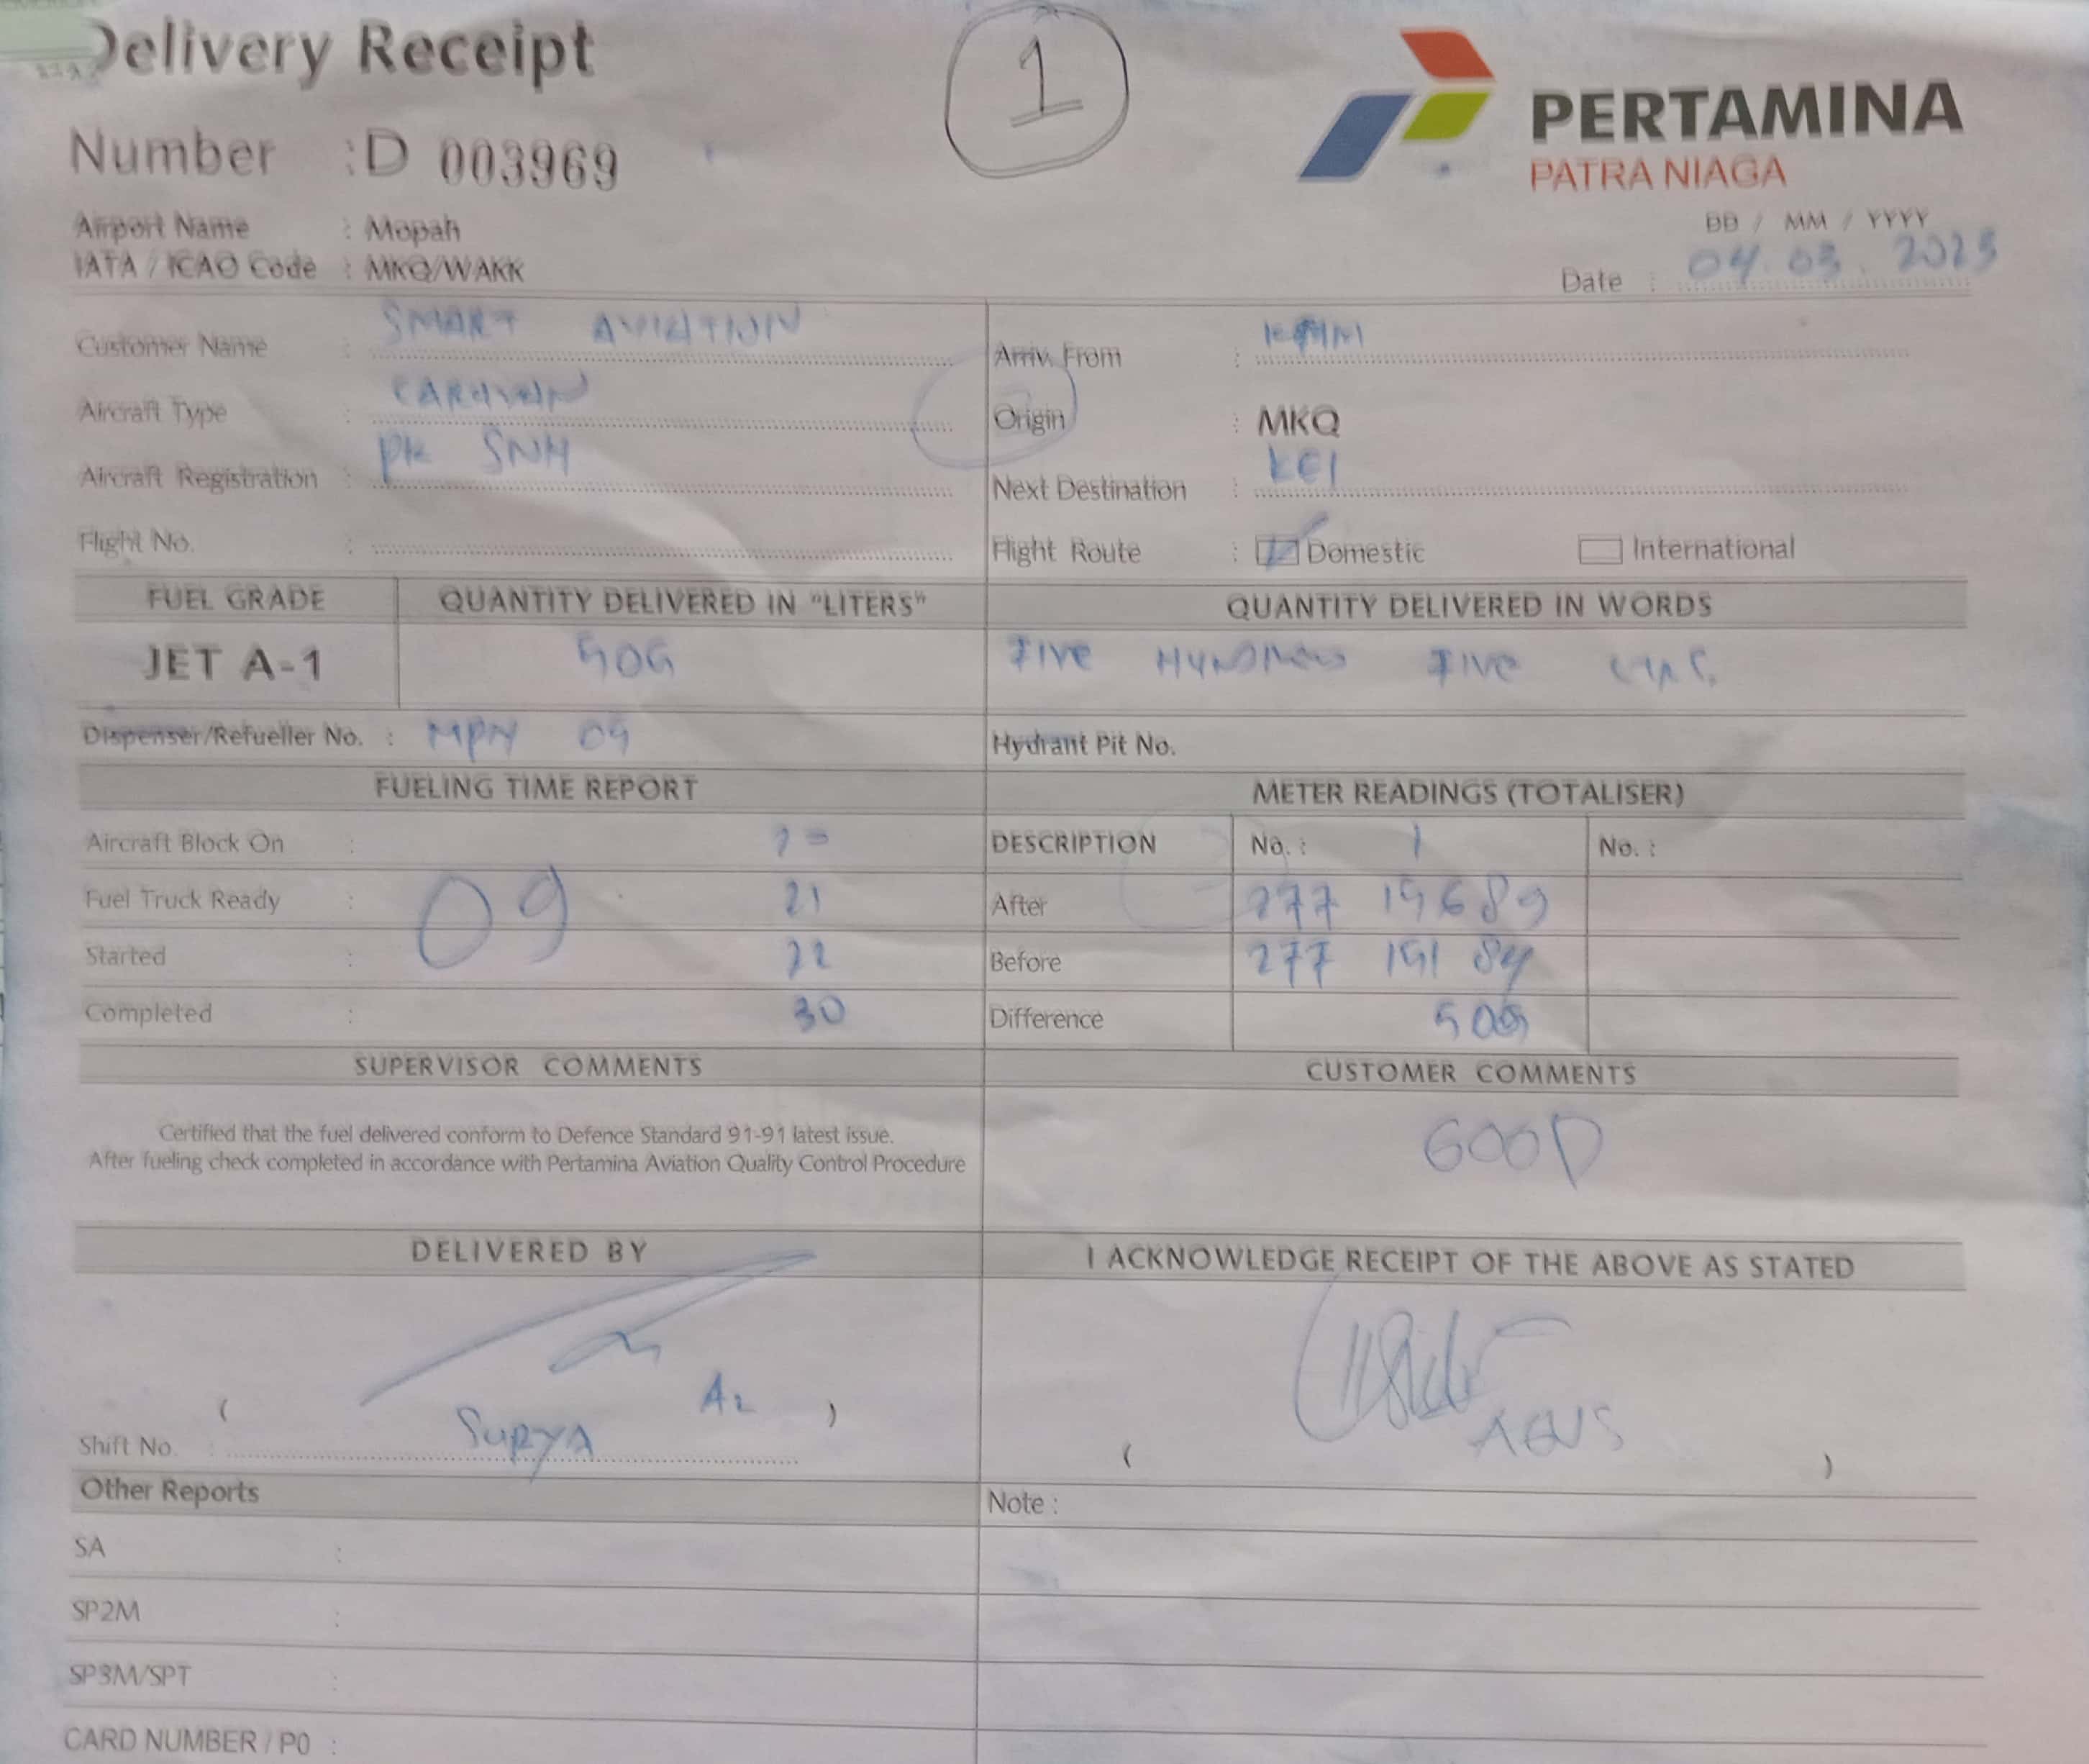 Delivery Receipt
1
PERTAMINA
PATRA NIAGA
Number : D 003969
Airport Name : Mopah
IATA / ICAO Code : MKQ/WAKK
DD / MM / YYYY
Date : 04.03.2023
Customer Name : SMART AVIATION
Aircraft Type : CARAVAN
Aircraft Registration : PK SNH
Flight No. :
Arriv. From :
Origin : MKQ
Next Destination : KEI
Flight Route : Domestic International
FUEL GRADE QUANTITY DELIVERED IN "LITERS" QUANTITY DELIVERED IN WORDS
JET A-1 505 FIVE HUNDRED FIVE
Dispenser/Refueller No. : MPH 09 Hydrant Pit No.
FUELING TIME REPORT METER READINGS (TOTALISER)
Aircraft Block On : DESCRIPTION No. : 1 No. :
Fuel Truck Ready : 09 21 After 277 19689
Started : 22 Before 277 191 84
Completed : 30 Difference 505
SUPERVISOR COMMENTS CUSTOMER COMMENTS
Certified that the fuel delivered conform to Defence Standard 91-91 latest issue.
After fueling check completed in accordance with Pertamina Aviation Quality Control Procedure
GOOD
DELIVERED BY I ACKNOWLEDGE RECEIPT OF THE ABOVE AS STATED
( A2 )
Shift No. : SURYA
( AGUS )
Other Reports Note :
SA :
SP2M :
SP3M/SPT :
CARD NUMBER / PO :